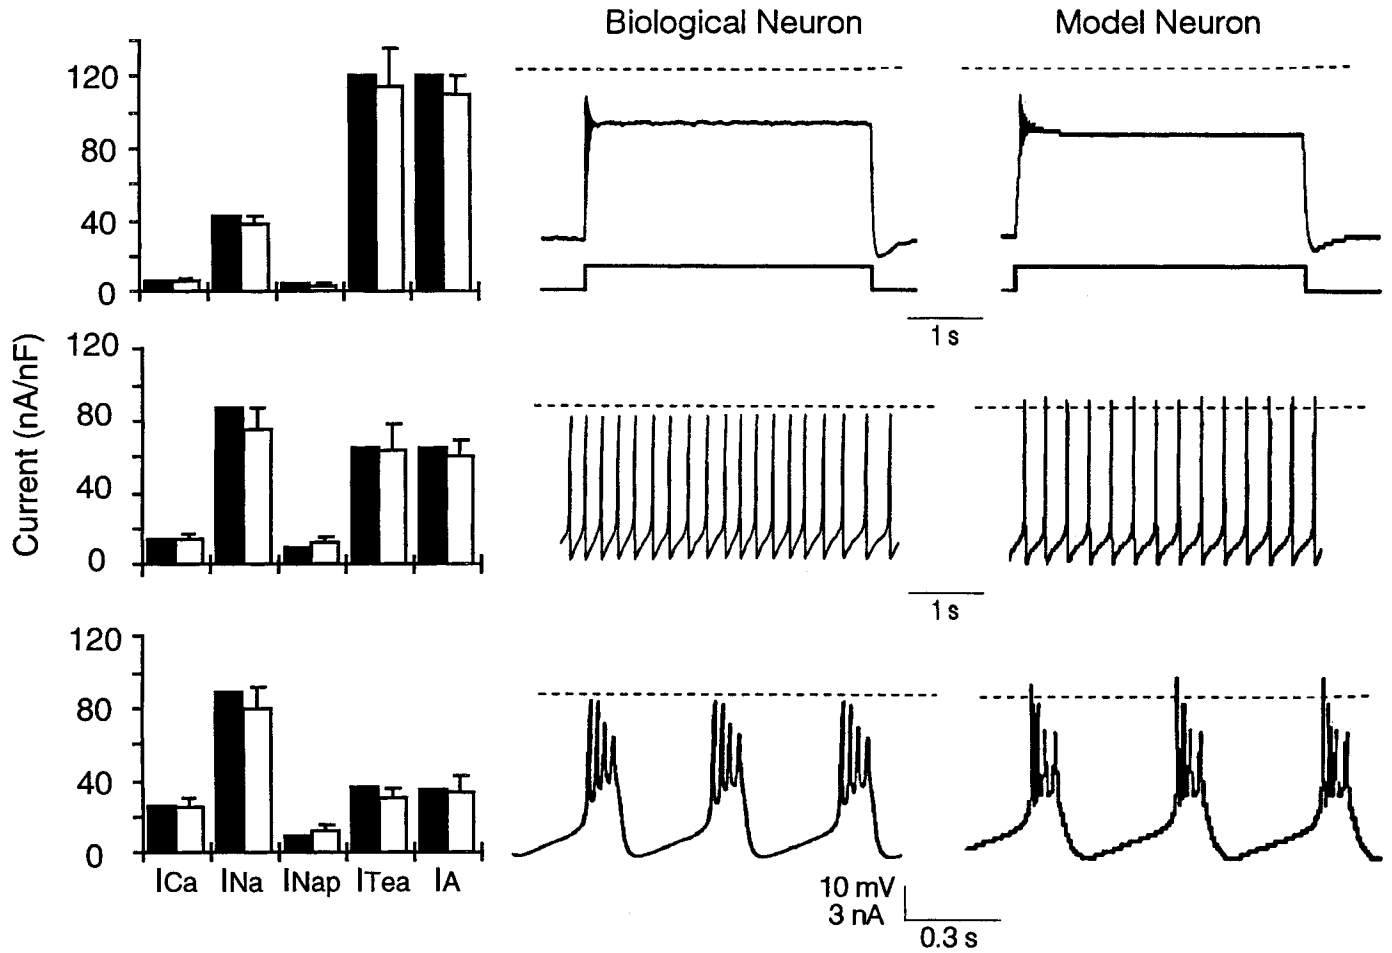 Biological Neuron
Model Neuron
120
80
40
0
1 s
Current (nA/nF)
120
80
40
0
1 s
120
80
40
0
ICa INa INap ITea IA
10 mV
3 nA
0.3 s